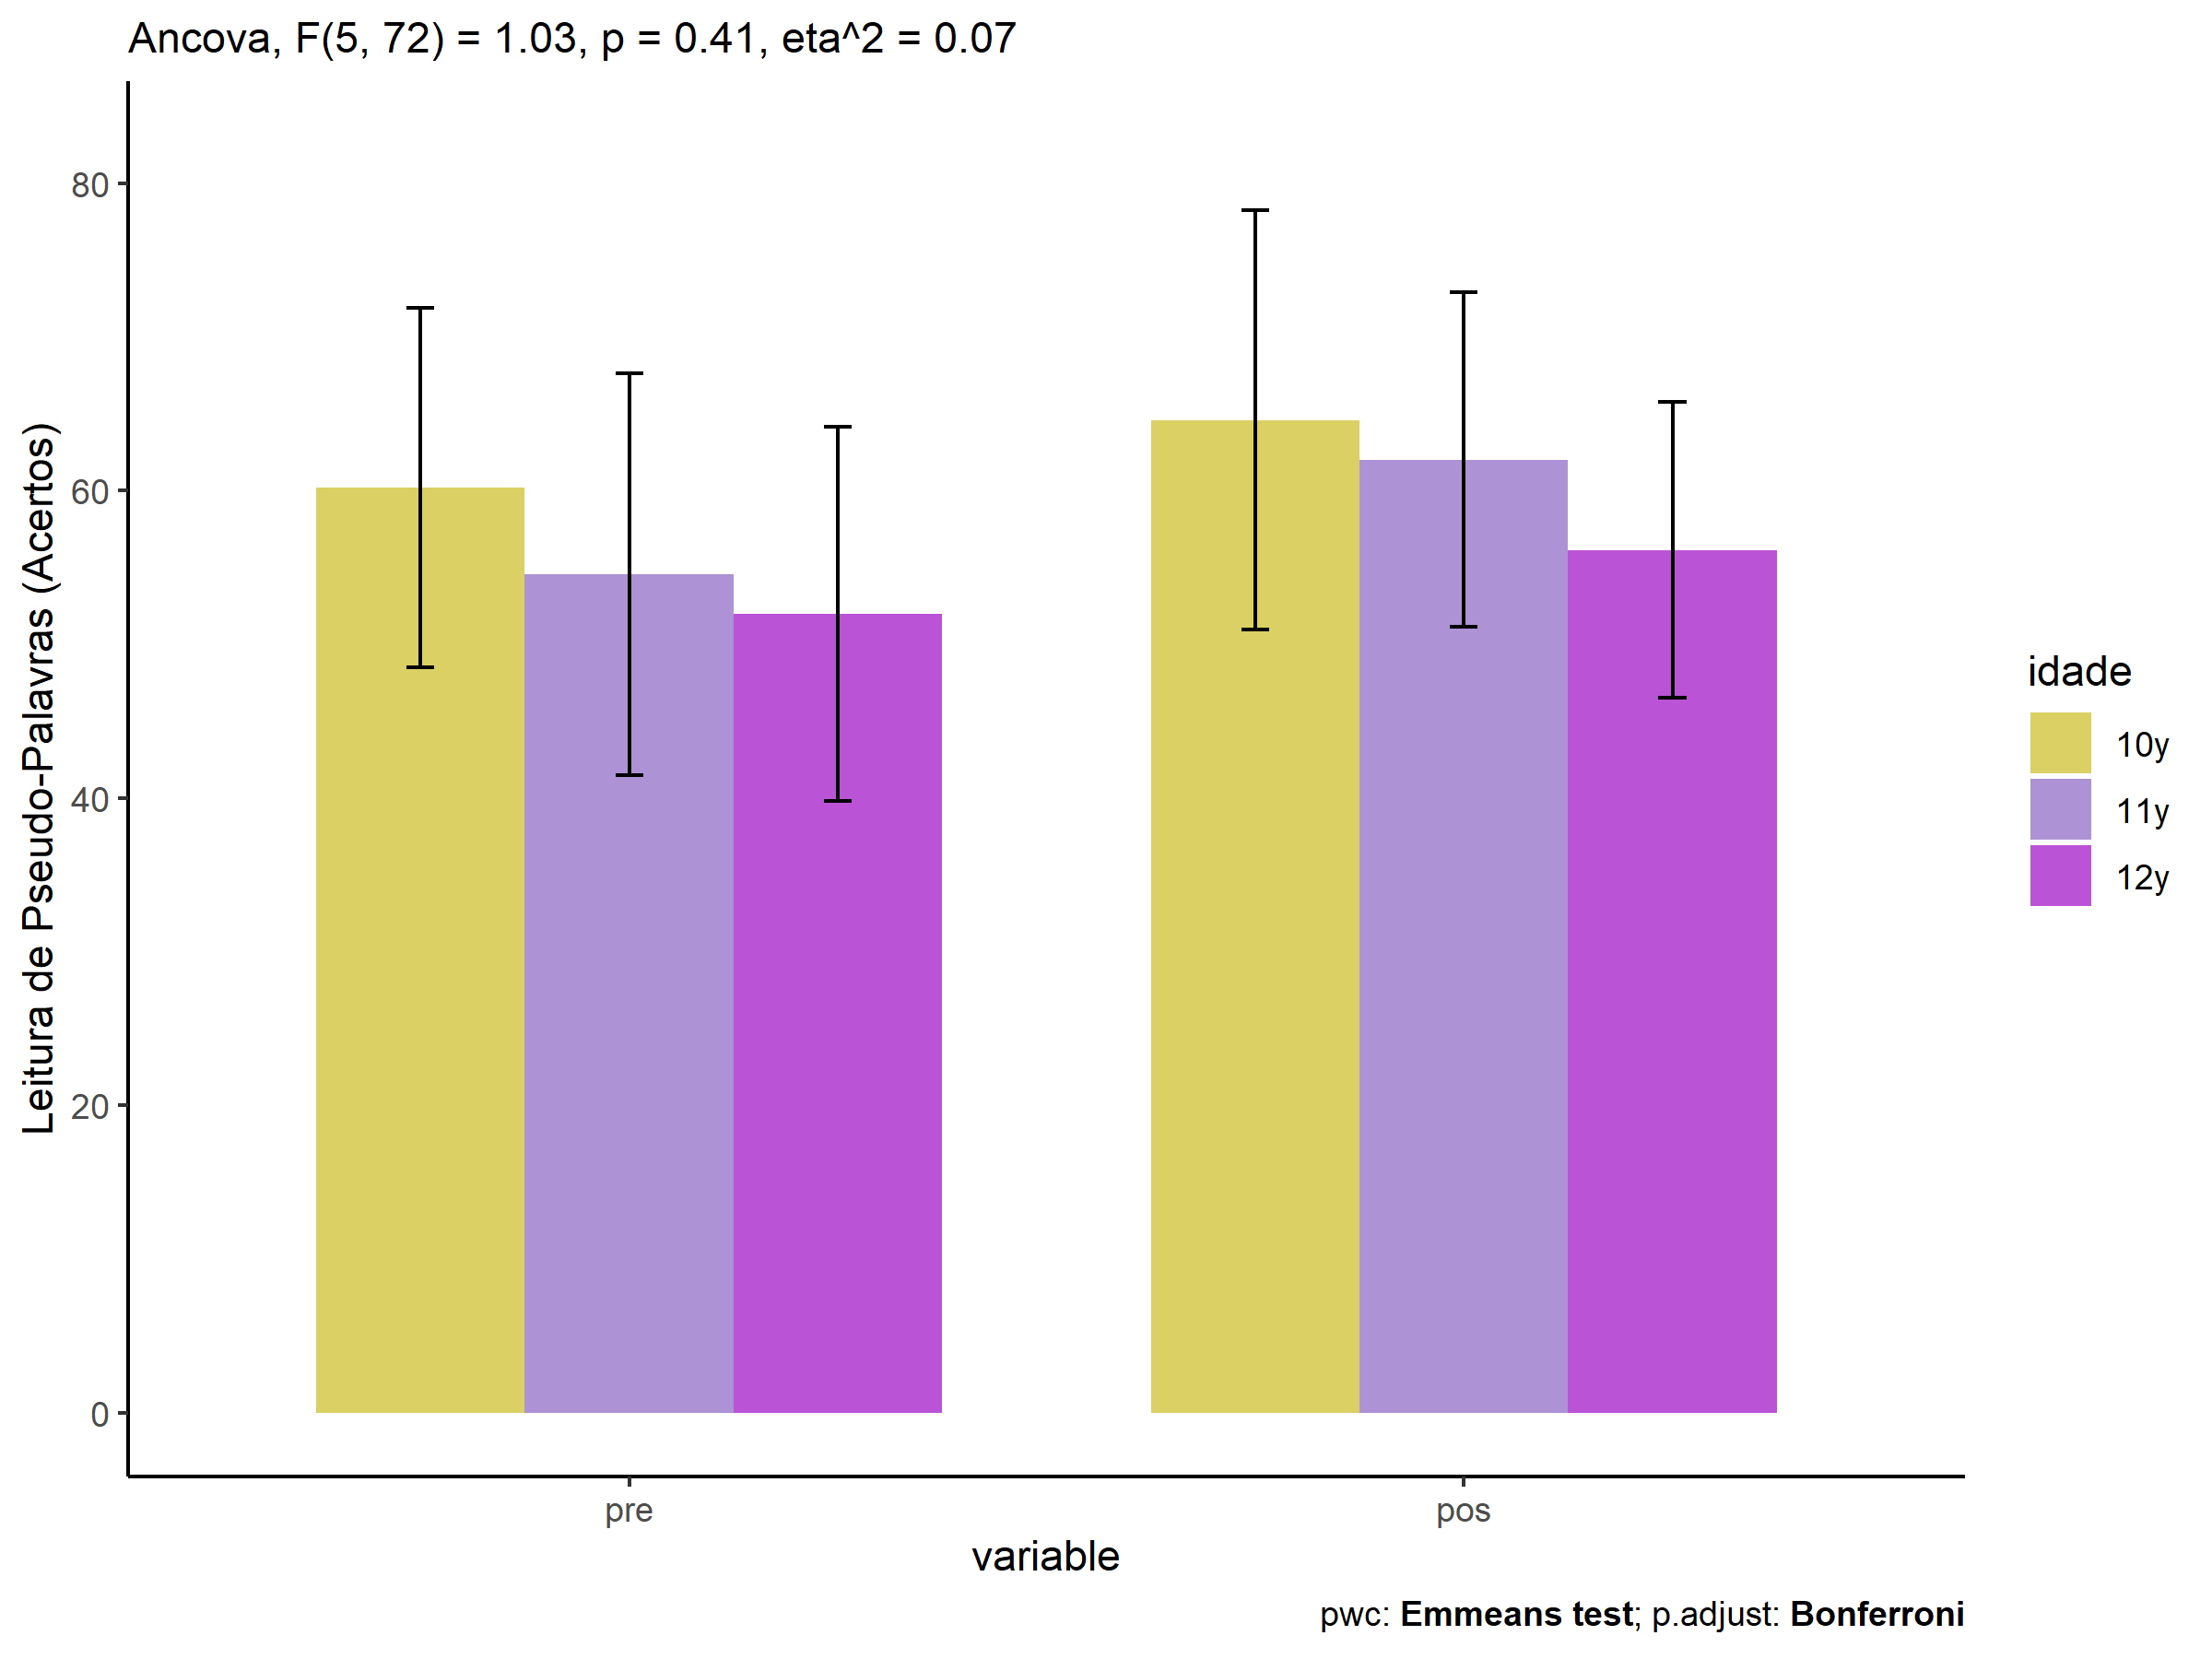 Ancova, F(5, 72) = 1.03, p = 0.41, eta^2 = 0.07
Leitura de Pseudo-Palavras (Acertos)
80
60
40
20
0
pre
pos
variable
idade
10y
11y
12y
pwc: Emmeans test; p.adjust: Bonferroni